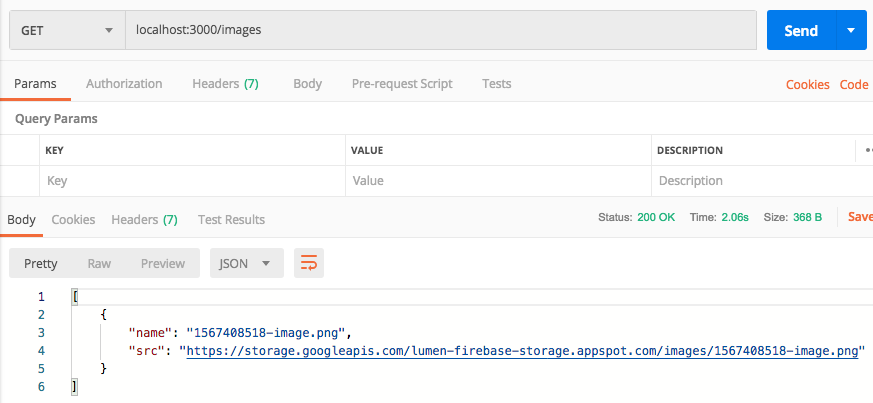 GET localhost:3000/images Send
Params Authorization Headers (7) Body Pre-request Script Tests Cookies Code
Query Params
KEY VALUE DESCRIPTION
Key Value Description
Body Cookies Headers (7) Test Results Status: 200 OK Time: 2.06s Size: 368 B Save
Pretty Raw Preview JSON
1 [
2 {
3 "name": "1567408518-image.png",
4 "src": "https://storage.googleapis.com/lumen-firebase-storage.appspot.com/images/1567408518-image.png"
5 }
6 ]